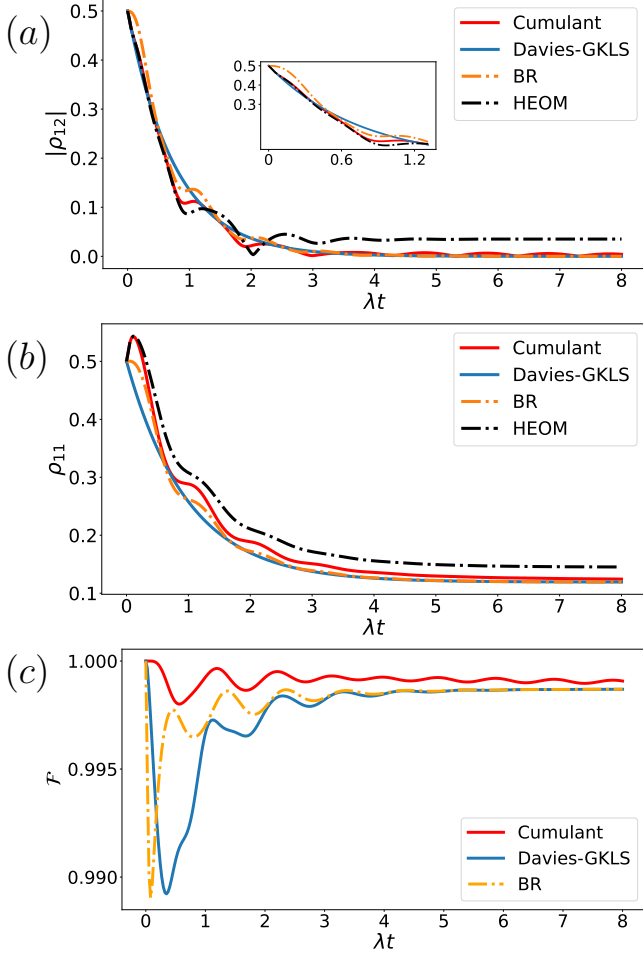 (a)
|ρ12|
0.5
0.4
0.3
0.2
0.1
0.0
0.5
0.4
0.3
0
0.6
1.2
Cumulant
Davies-GKLS
BR
HEOM
0 1 2 3 4 5 6 7 8
λt
(b)
ρ11
0.5
0.4
0.3
0.2
0.1
Cumulant
Davies-GKLS
BR
HEOM
0 1 2 3 4 5 6 7 8
λt
(c)
ℱ
1.000
0.995
0.990
Cumulant
Davies-GKLS
BR
0 1 2 3 4 5 6 7 8
λt